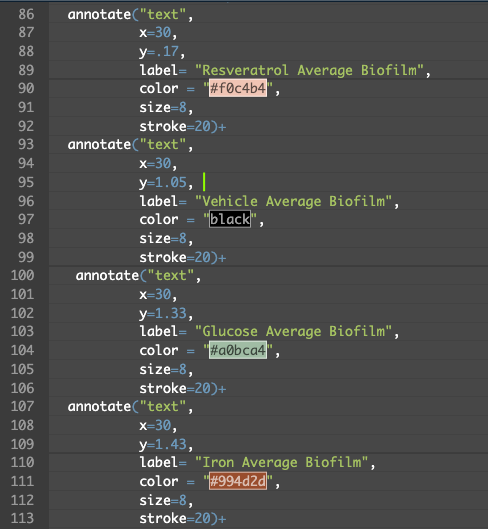 86 annotate("text",
87 x=30,
88 y=.17,
89 label= "Resveratrol Average Biofilm",
90 color = "#f0c4b4",
91 size=8,
92 stroke=20)+
93 annotate("text",
94 x=30,
95 y=1.05,
96 label= "Vehicle Average Biofilm",
97 color = "black",
98 size=8,
99 stroke=20)+
100 annotate("text",
101 x=30,
102 y=1.33,
103 label= "Glucose Average Biofilm",
104 color = "#a0bca4",
105 size=8,
106 stroke=20)+
107 annotate("text",
108 x=30,
109 y=1.43,
110 label= "Iron Average Biofilm",
111 color = "#994d2d",
112 size=8,
113 stroke=20)+